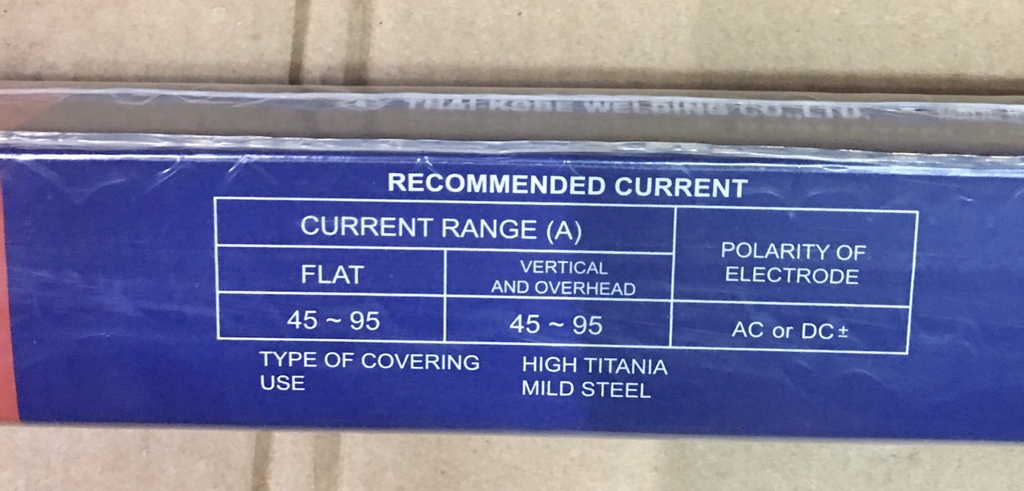 THAI KOBE WELDING CO.,LTD.
RECOMMENDED CURRENT
CURRENT RANGE (A)
POLARITY OF
ELECTRODE
FLAT
VERTICAL
AND OVERHEAD
45 ~ 95
45 ~ 95
AC or DC±
TYPE OF COVERING
HIGH TITANIA
USE
MILD STEEL